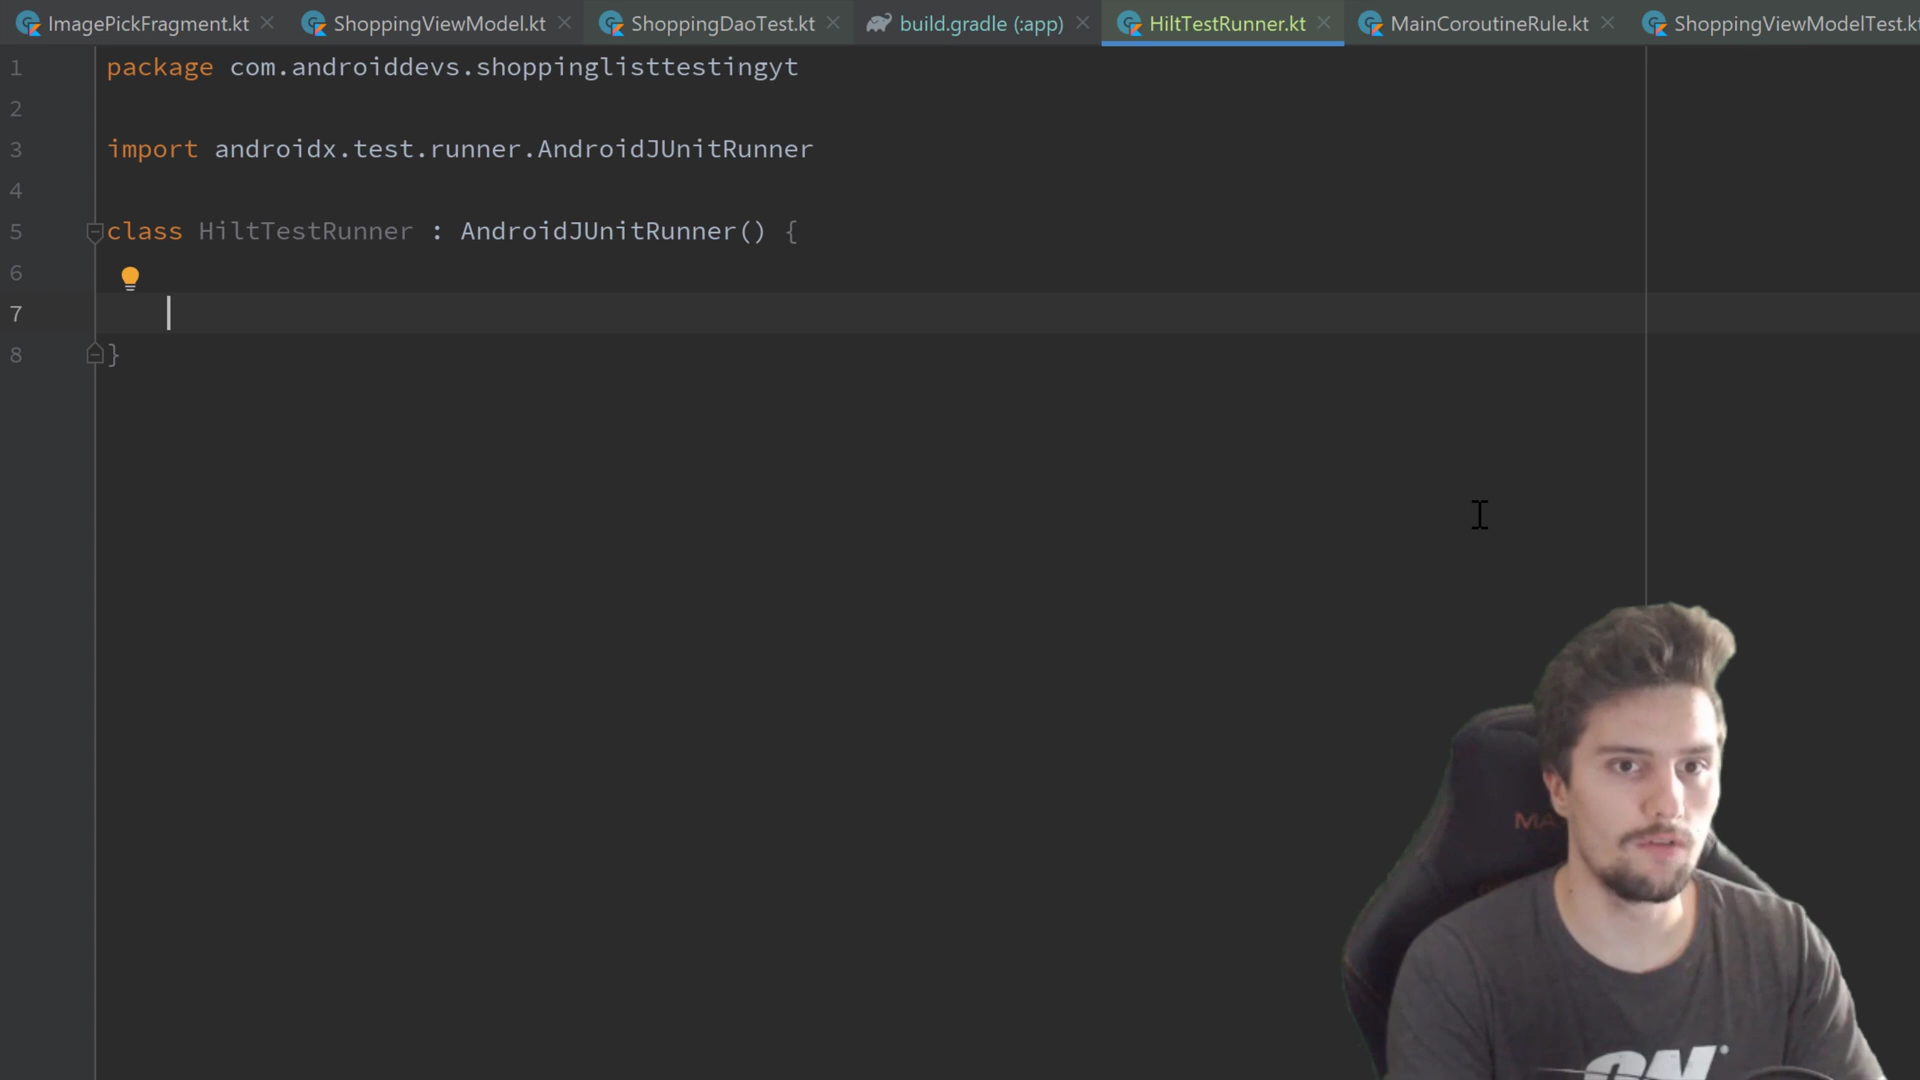 ImagePickFragment.kt ShoppingViewModel.kt ShoppingDaoTest.kt build.gradle (:app) HiltTestRunner.kt MainCoroutineRule.kt ShoppingViewModelTest.kt
1 package com.androiddevs.shoppinglisttestingyt
2
3 import androidx.test.runner.AndroidJUnitRunner
4
5 class HiltTestRunner : AndroidJUnitRunner() {
6
7
8 }